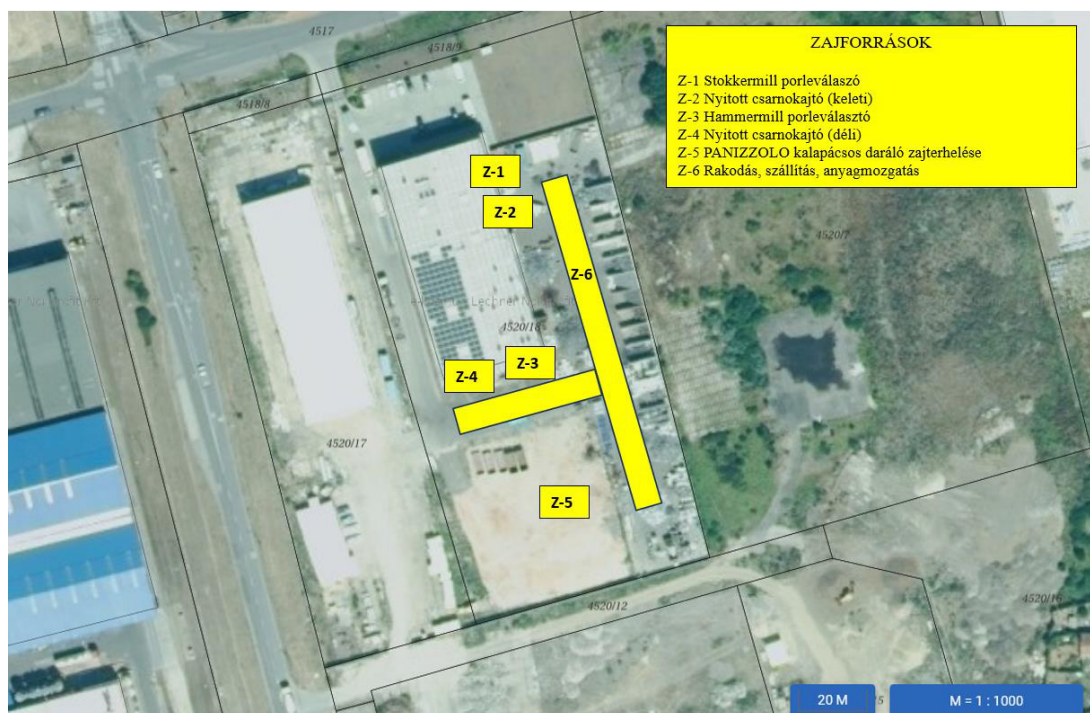 ZAJFORRÁSOK
Z-1 Stokkermill porleválaszó
Z-2 Nyitott csarnokajtó (keleti)
Z-3 Hammermill porleválasztó
Z-4 Nyitott csarnokajtó (déli)
Z-5 PANIZZOLO kalapácsos daráló zajterhelése
Z-6 Rakodás, szállítás, anyagmozgatás
4517
4518/9
4518/8
Z-1
Z-2
4520/7
Z-6
4520/18
Z-3
Z-4
4520/17
Z-5
4520/12
4520/16
20 M
M = 1 : 1000